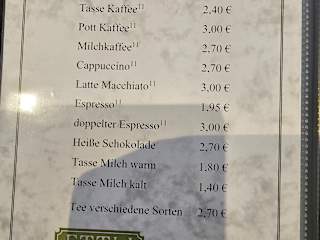 Tasse Kaffee¹¹ 2,40 €
Pott Kaffee¹¹ 3,00 €
Milchkaffee¹¹ 2,70 €
Cappuccino¹¹ 2,70 €
Latte Macchiato¹¹ 3,00 €
Espresso¹¹ 1,95 €
doppelter Espresso¹¹ 3,00 €
Heiße Schokolade 2,70 €
Tasse Milch warm 1,80 €
Tasse Milch kalt 1,40 €
Tee verschiedene Sorten 2,70 €